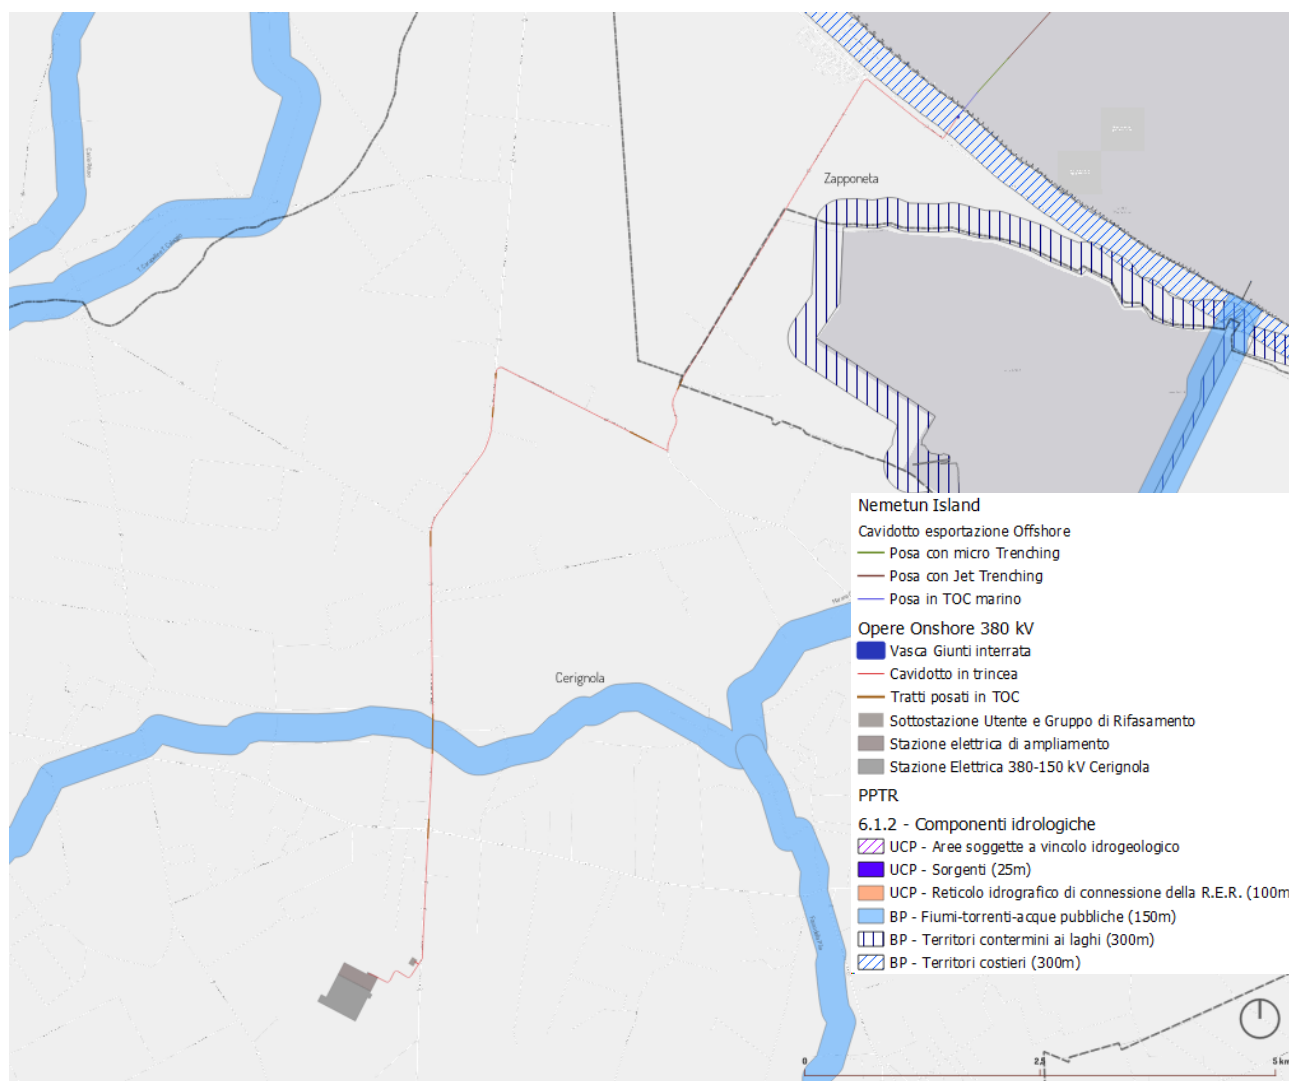 Zapponeta
Cerignola
Nemetun Island
Cavidotto esportazione Offshore
Posa con micro Trenching
Posa con Jet Trenching
Posa in TOC marino
Opere Onshore 380 kV
Vasca Giunti interrata
Cavidotto in trincea
Tratti posati in TOC
Sottostazione Utente e Gruppo di Rifasamento
Stazione elettrica di ampliamento
Stazione Elettrica 380-150 kV Cerignola
PPTR
6.1.2 - Componenti idrologiche
UCP - Aree soggette a vincolo idrogeologico
UCP - Sorgenti (25m)
UCP - Reticolo idrografico di connessione della R.E.R. (100m
BP - Fiumi-torrenti-acque pubbliche (150m)
BP - Territori contermini ai laghi (300m)
BP - Territori costieri (300m)
0 2,5 5 km